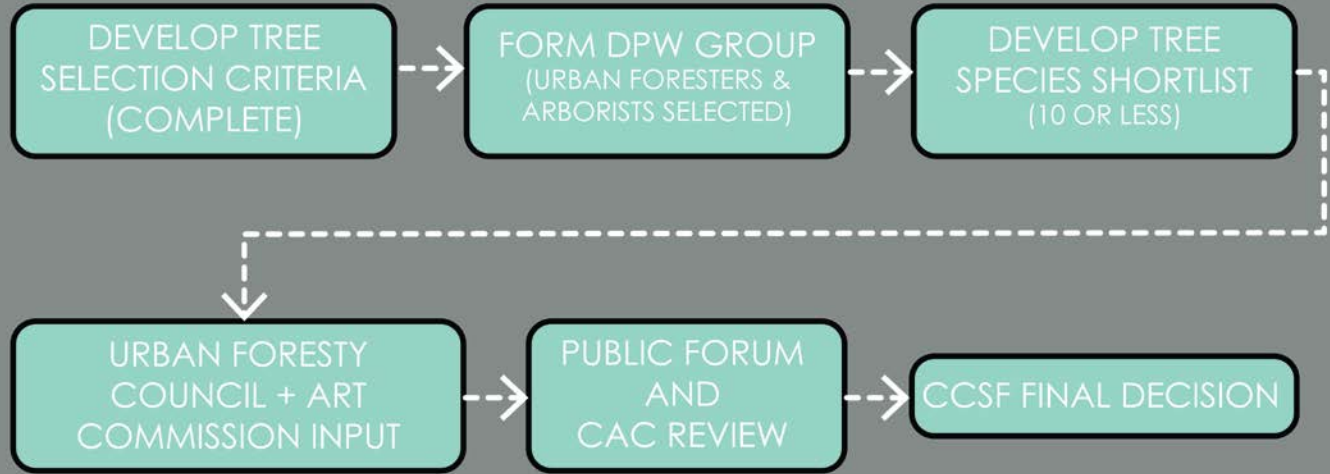 DEVELOP TREE
SELECTION CRITERIA
(COMPLETE)
FORM DPW GROUP
(URBAN FORESTERS &
ARBORISTS SELECTED)
DEVELOP TREE
SPECIES SHORTLIST
(10 OR LESS)
URBAN FORESTY
COUNCIL + ART
COMMISSION INPUT
PUBLIC FORUM
AND
CAC REVIEW
CCSF FINAL DECISION